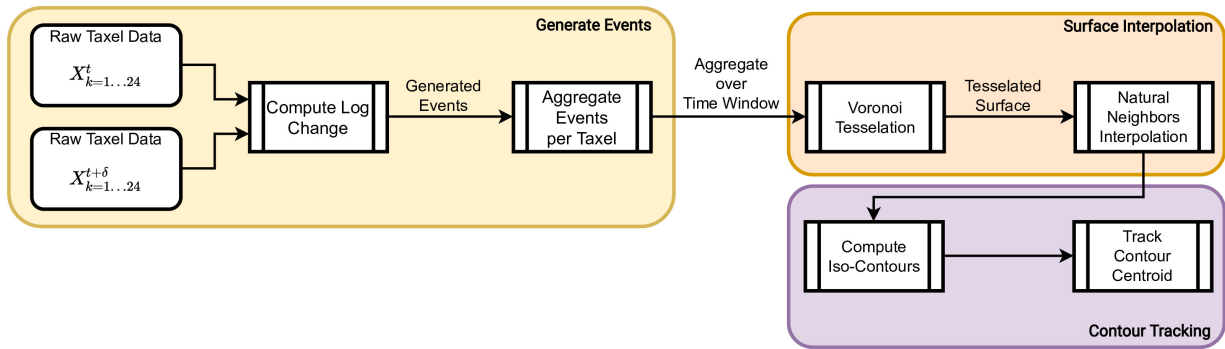 Generate Events
Raw Taxel Data
X^t_{k=1...24}
Raw Taxel Data
X^{t+δ}_{k=1...24}
Compute Log
Change
Generated
Events
Aggregate
Events
per Taxel
Aggregate
over
Time Window
Surface Interpolation
Voronoi
Tesselation
Tesselated
Surface
Natural
Neighbors
Interpolation
Compute
Iso-Contours
Track
Contour
Centroid
Contour Tracking